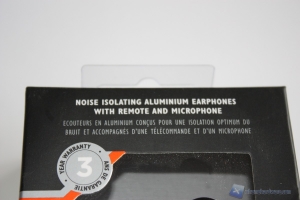 NOISE ISOLATING ALUMINIUM EARPHONES
WITH REMOTE AND MICROPHONE
ECOUTEURS EN ALUMINIUM CONÇUS POUR UNE ISOLATION OPTIMUM DU
BRUIT ET ACCOMPAGNÉS D'UNE TÉLÉCOMMANDE ET D'UN MICROPHONE
YEAR WARRANTY
3
ANS DE GARANTIE